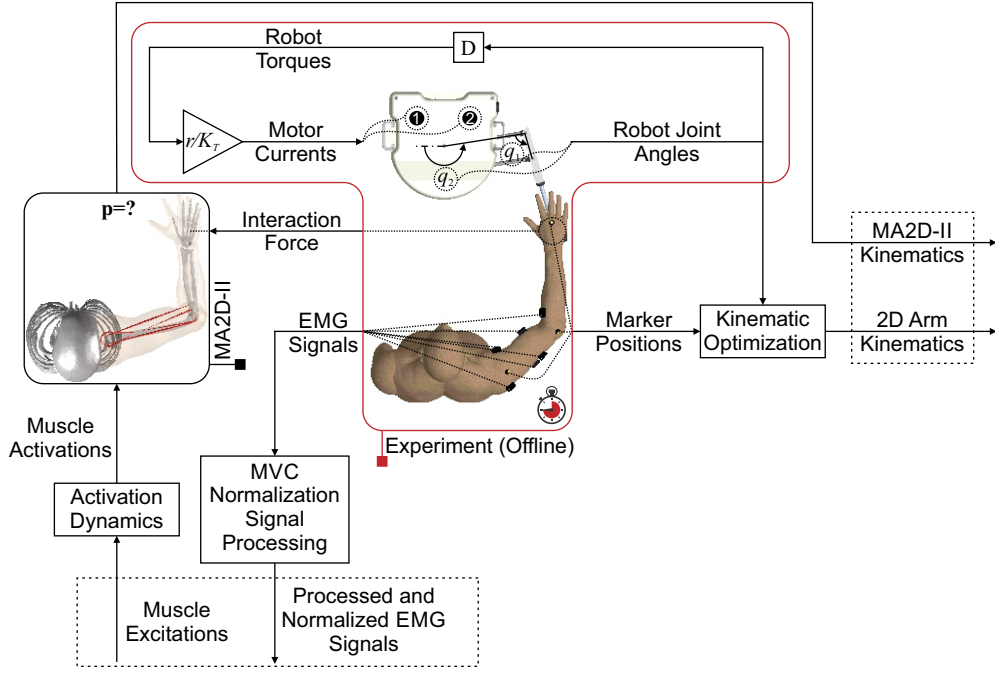 Robot
Torques
D
r/K_T
Motor
Currents
1
2
q_1
q_2
Robot Joint
Angles
p=?
Interaction
Force
MA2D-II
Kinematics
MA2D-II
EMG
Signals
Marker
Positions
Kinematic
Optimization
2D Arm
Kinematics
Muscle
Activations
Experiment (Offline)
MVC
Normalization
Signal
Processing
Activation
Dynamics
Muscle
Excitations
Processed and
Normalized EMG
Signals